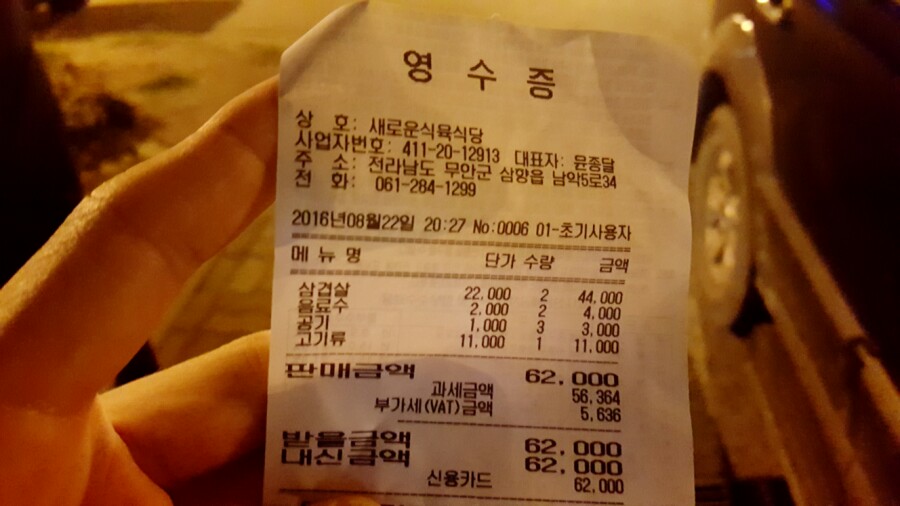 영 수 증
상 호: 새로운식육식당
사업자번호: 411-20-12913 대표자: 유종달
주 소: 전라남도 무안군 삼향읍 남악5로34
전 화: 061-284-1299
2016년08월22일 20:27 No:0006 01-초기사용자
메 뉴 명 단가 수량 금액
삼겹살 22,000 2 44,000
음료수 2,000 2 4,000
공기 1,000 3 3,000
고기류 11,000 1 11,000
판매금액 62,000
과세금액 56,364
부가세(VAT)금액 5,636
받을금액 62,000
대신금액 62,000
신용카드 62,000